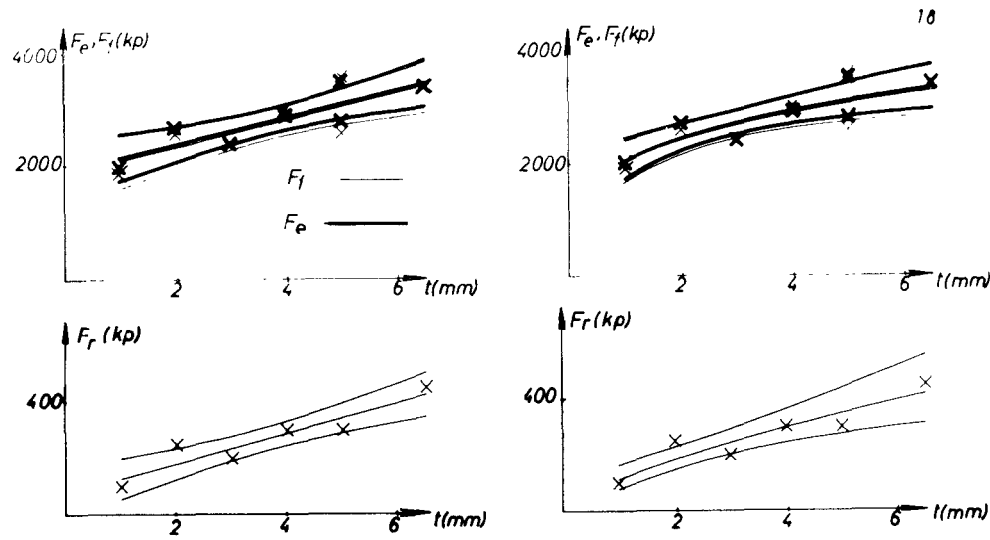 18
Fe, Ff (kp)
4000
2000
Ff
Fe
2 4 6 t(mm)
Fe, Ff (kp)
4000
2000
2 4 6 t(mm)
Fr (kp)
400
2 4 6 t(mm)
Fr (kp)
400
2 4 6 t(mm)